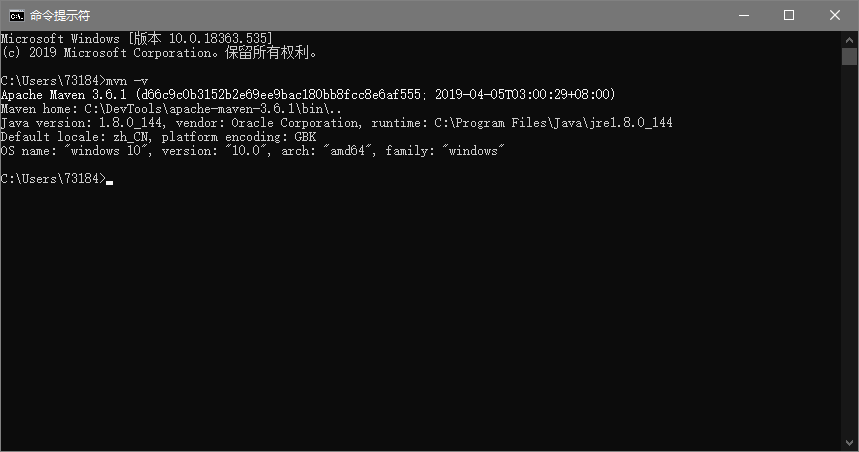 命令提示符
Microsoft Windows [版本 10.0.18363.535]
(c) 2019 Microsoft Corporation。保留所有权利。
C:\Users\73184>mvn -v
Apache Maven 3.6.1 (d66c9c0b3152b2e69ee9bac180bb8fcc8e6af555; 2019-04-05T03:00:29+08:00)
Maven home: C:\DevTools\apache-maven-3.6.1\bin\..
Java version: 1.8.0_144, vendor: Oracle Corporation, runtime: C:\Program Files\Java\jre1.8.0_144
Default locale: zh_CN, platform encoding: GBK
OS name: "windows 10", version: "10.0", arch: "amd64", family: "windows"
C:\Users\73184>